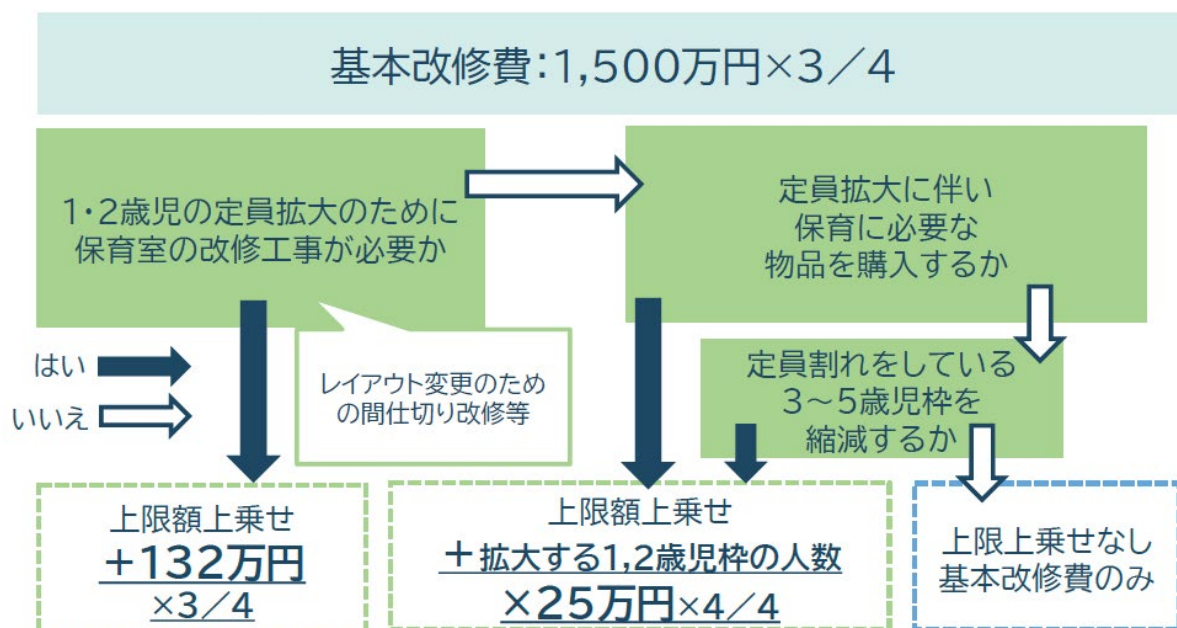 基本改修費：1,500万円×3／4
1・2歳児の定員拡大のために
保育室の改修工事が必要か
定員拡大に伴い
保育に必要な
物品を購入するか
はい
いいえ
レイアウト変更のため
の間仕切り改修等
定員割れをしている
3～5歳児枠を
縮減するか
上限額上乗せ
＋132万円
×3／4
上限額上乗せ
＋拡大する1,2歳児枠の人数
×25万円×4／4
上限上乗せなし
基本改修費のみ